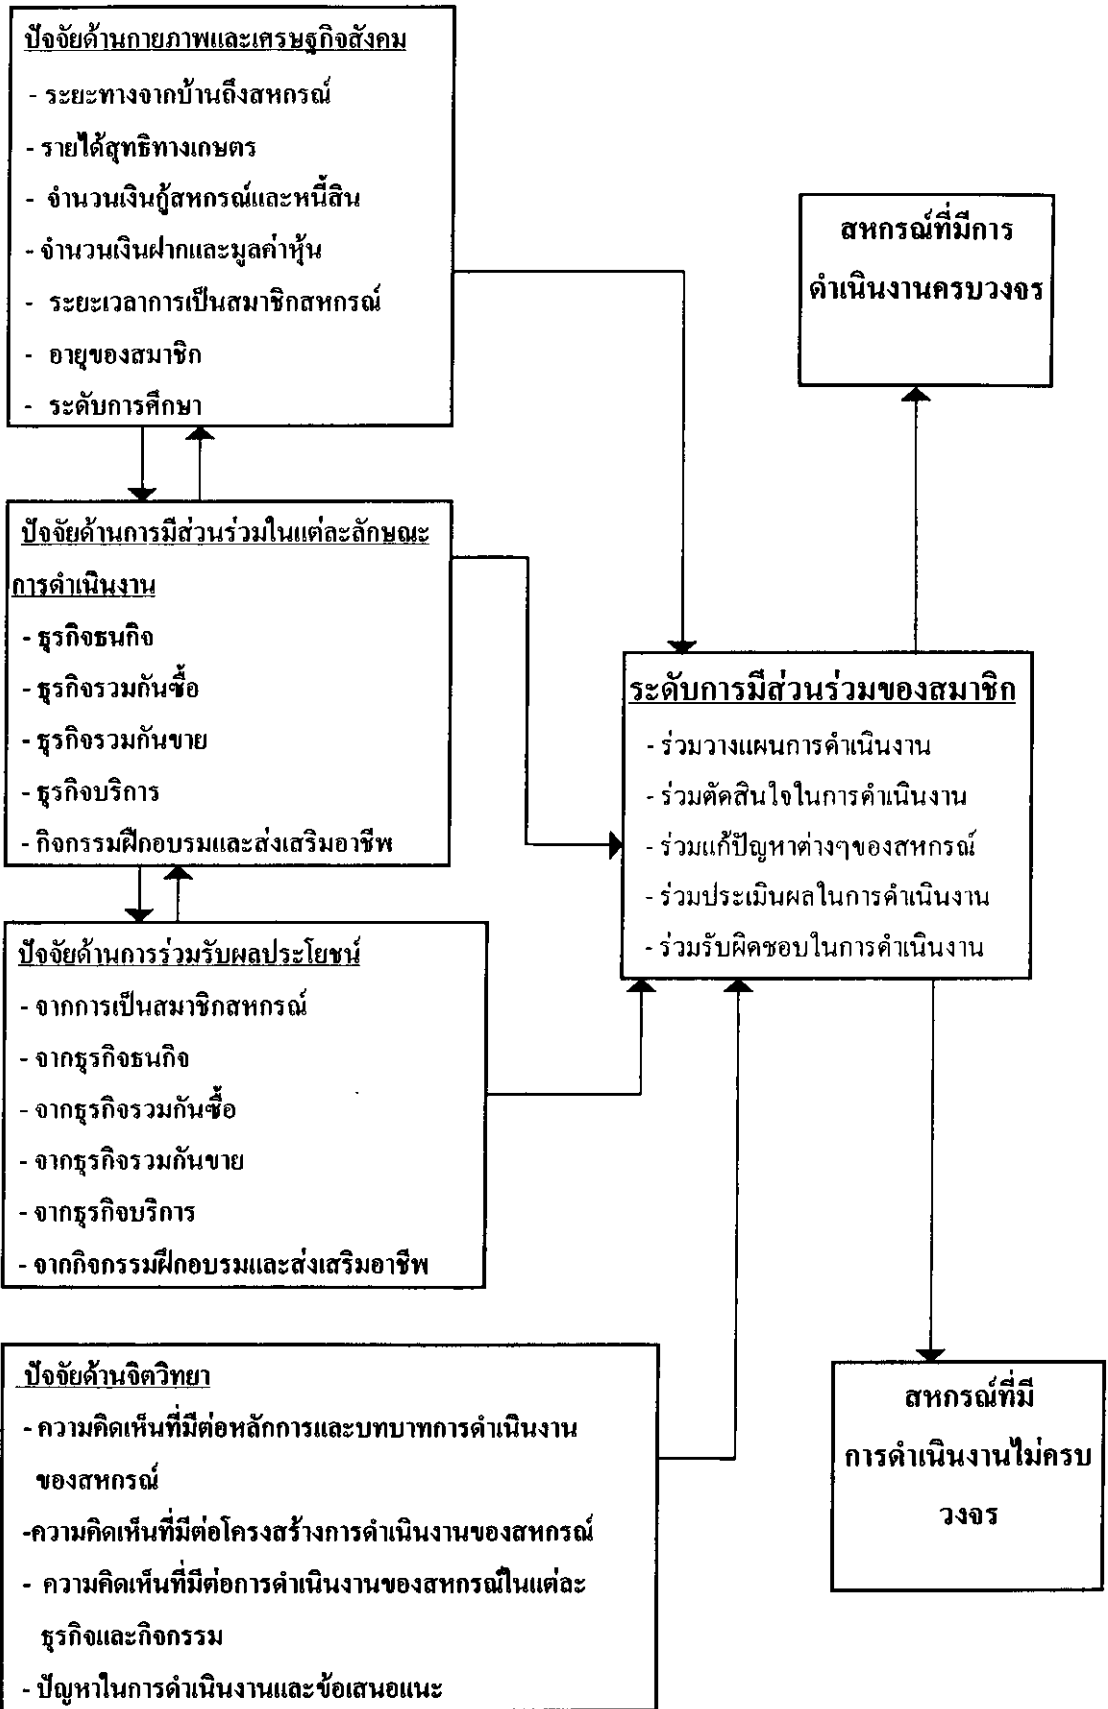 ปัจจัยด้านกายภาพและเศรษฐกิจสังคม
- ระยะทางจากบ้านถึงสหกรณ์
- รายได้สุทธิทางเกษตร
- จำนวนเงินกู้สหกรณ์และหนี้สิน
- จำนวนเงินฝากและมูลค่าหุ้น
- ระยะเวลาการเป็นสมาชิกสหกรณ์
- อายุของสมาชิก
- ระดับการศึกษา
สหกรณ์ที่มีการ
ดำเนินงานครบวงจร
ปัจจัยด้านการมีส่วนร่วมในแต่ละลักษณะ
การดำเนินงาน
- ธุรกิจธนกิจ
- ธุรกิจรวมกันซื้อ
- ธุรกิจรวมกันขาย
- ธุรกิจบริการ
- กิจกรรมฝึกอบรมและส่งเสริมอาชีพ
ระดับการมีส่วนร่วมของสมาชิก
- ร่วมวางแผนการดำเนินงาน
- ร่วมตัดสินใจในการดำเนินงาน
- ร่วมแก้ปัญหาต่างๆของสหกรณ์
- ร่วมประเมินผลในการดำเนินงาน
- ร่วมรับผิดชอบในการดำเนินงาน
ปัจจัยด้านการร่วมรับผลประโยชน์
- จากการเป็นสมาชิกสหกรณ์
- จากธุรกิจธนกิจ
- จากธุรกิจรวมกันซื้อ
- จากธุรกิจรวมกันขาย
- จากธุรกิจบริการ
- จากกิจกรรมฝึกอบรมและส่งเสริมอาชีพ
ปัจจัยด้านจิตวิทยา
- ความคิดเห็นที่มีต่อหลักการและบทบาทการดำเนินงาน
ของสหกรณ์
-ความคิดเห็นที่มีต่อโครงสร้างการดำเนินงานของสหกรณ์
- ความคิดเห็นที่มีต่อการดำเนินงานของสหกรณ์ในแต่ละ
ธุรกิจและกิจกรรม
- ปัญหาในการดำเนินงานและข้อเสนอแนะ
สหกรณ์ที่มี
การดำเนินงานไม่ครบ
วงจร